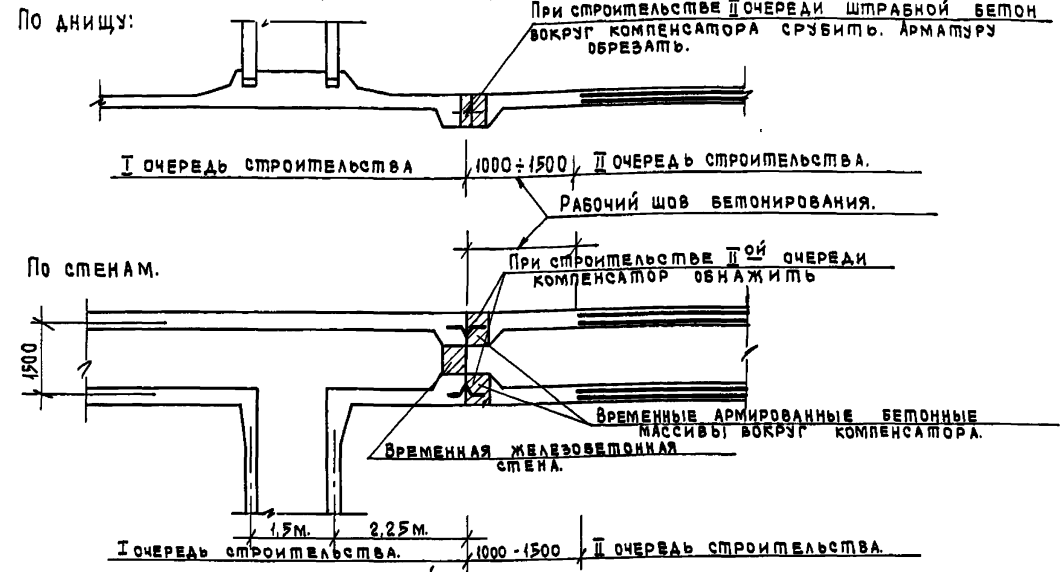 По днищу:
При строительстве II очереди штрабной бетон
вокруг компенсатора срубить. Арматуру
обрезать.
I очередь строительства
1000÷1500
II очередь строительства.
Рабочий шов бетонирования.
По стенам.
При строительстве II ой очереди
компенсатор обнажить
1500
Временные армированные бетонные
массивы вокруг компенсатора.
Временная железобетонная
стена.
1,5м.
2,25м.
I очередь строительства.
1000-1500
II очередь строительства.